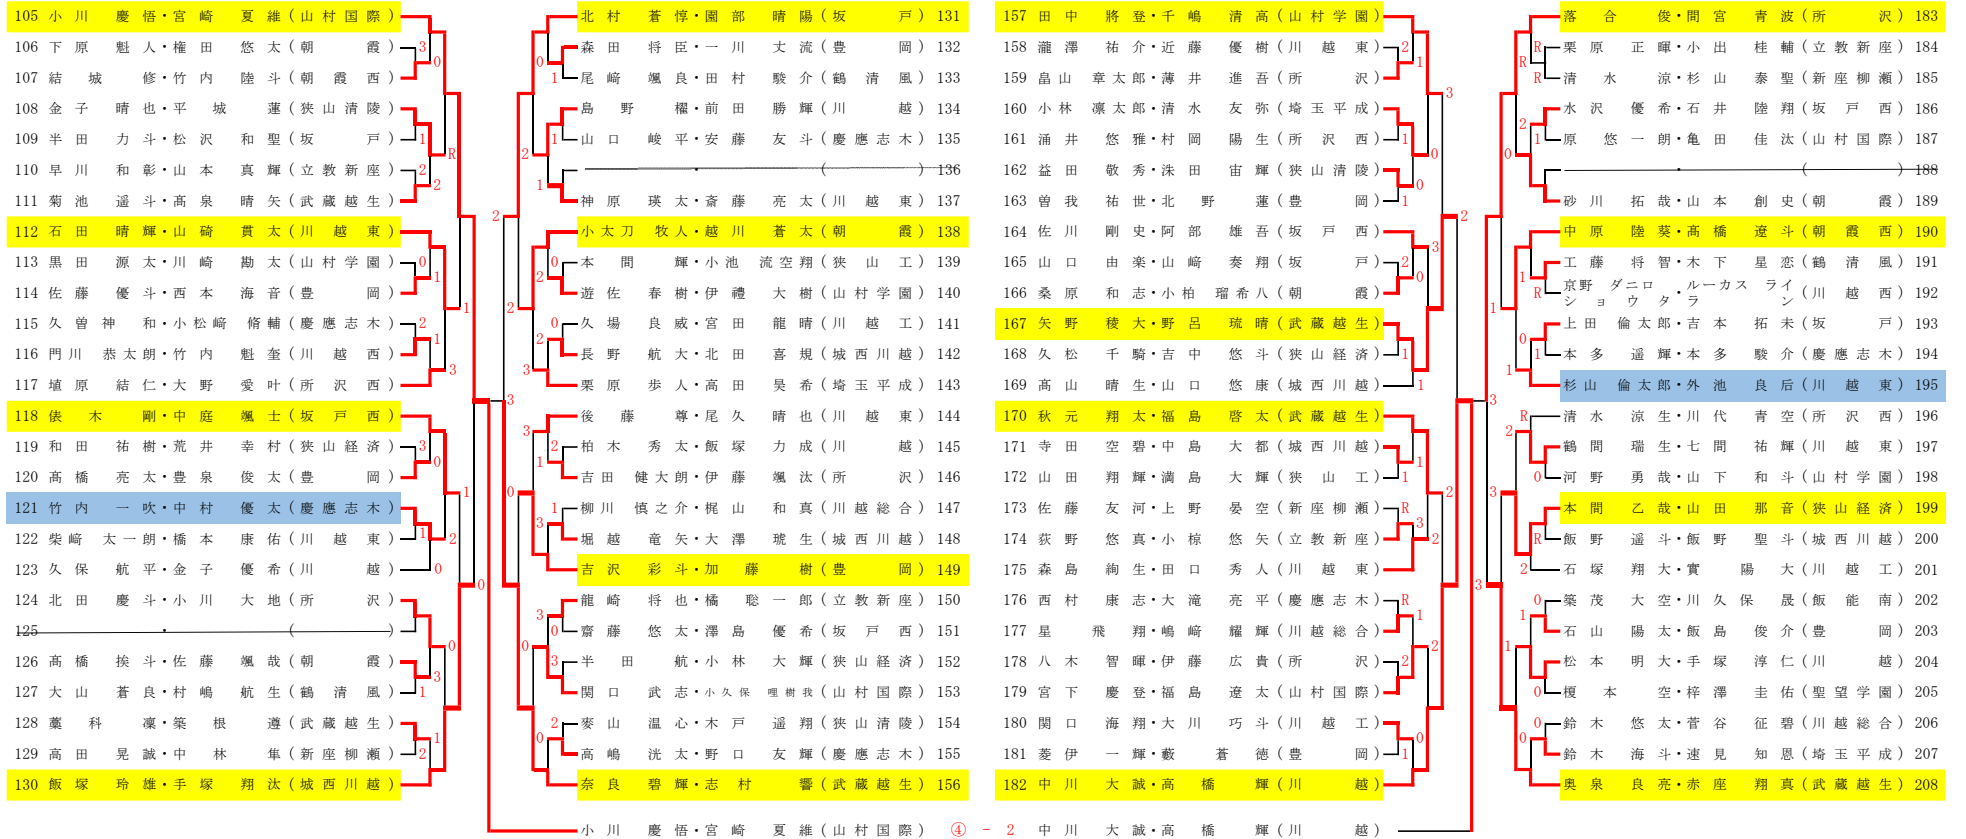 105 小川 慶悟・宮崎 夏維（山村国際）
106 下原 魁人・権田 悠太（朝霞）
107 結城 修・竹内 陸斗（朝霞西）
108 金子 晴也・平城 蓮（狭山清陵）
109 半田 力斗・松沢 和聖（坂戸）
110 早川 和彰・山本 真輝（立教新座）
111 菊池 遥斗・髙泉 晴矢（武蔵越生）
112 石田 晴輝・山碕 貫太（川越東）
113 黒田 源太・川崎 勘太（山村学園）
114 佐藤 優斗・西本 海音（豊岡）
115 久曽神 和・小松﨑 脩輔（慶應志木）
116 門川 恭太朗・竹内 魁奎（川越西）
117 埴原 結仁・大野 愛叶（所沢西）
118 俵木 剛・中庭 颯士（坂戸西）
119 和田 祐樹・荒井 幸村（狭山経済）
120 髙橋 亮太・豊泉 俊太（豊岡）
121 竹内 一吹・中村 優太（慶應志木）
122 柴﨑 太一朗・橋本 康佑（川越東）
123 久保 航平・金子 優希（川越）
124 北田 慶斗・小川 大地（所沢）
125 ・（ ）
126 髙橋 挨斗・佐藤 颯哉（朝霞）
127 大山 蒼良・村嶋 航生（鶴清風）
128 藁科 凜・築根 遵（武蔵越生）
129 高田 晃誠・中林 隼（新座柳瀬）
130 飯塚 玲雄・手塚 翔汰（城西川越）
北村 蒼惇・園部 晴陽（坂戸）131
森田 将臣・一川 丈流（豊岡）132
尾﨑 颯良・田村 駿介（鶴清風）133
島野 櫂・前田 勝輝（川越）134
山口 峻平・安藤 友斗（慶應志木）135
・（ ）136
神原 瑛太・斎藤 亮太（川越東）137
小太刀 牧人・越川 蒼太（朝霞）138
本間 輝・小池 流空翔（狭山工）139
遊佐 春樹・伊禮 大樹（山村学園）140
久場 良威・宮田 龍晴（川越工）141
長野 航大・北田 喜規（城西川越）142
栗原 歩人・高田 昊希（埼玉平成）143
後藤 尊・尾久 晴也（川越東）144
柏木 秀太・飯塚 力成（川越）145
吉田 健大朗・伊藤 颯汰（所沢）146
柳川 慎之介・梶山 和真（川越総合）147
堀越 竜矢・大澤 琥生（城西川越）148
吉沢 彩斗・加藤 樹（豊岡）149
龍崎 将也・橘 聡一郎（立教新座）150
齋藤 悠太・澤島 優希（坂戸西）151
半田 航・小林 大輝（狭山経済）152
関口 武志・小久保 哩樹我（山村国際）153
麥山 温心・木戸 遥翔（狭山清陵）154
高嶋 洸太・野口 友輝（慶應志木）155
奈良 碧輝・志村 響（武蔵越生）156
157 田中 將登・千嶋 清高（山村学園）
158 瀧澤 祐介・近藤 優樹（川越東）
159 畠山 章太郎・薄井 進吾（所沢）
160 小林 凛太郎・清水 友弥（埼玉平成）
161 涌井 悠雅・村岡 陽生（所沢西）
162 益田 敬秀・洙田 宙輝（狭山清陵）
163 曽我 祐世・北野 蓮（豊岡）
164 佐川 剛史・阿部 雄吾（坂戸西）
165 山口 由楽・山﨑 奏翔（坂戸）
166 桑原 和志・小柏 瑠希八（朝霞）
167 矢野 稜大・野呂 琉晴（武蔵越生）
168 久松 千騎・吉中 悠斗（狭山経済）
169 髙山 晴生・山口 悠康（城西川越）
170 秋元 翔太・福島 啓太（武蔵越生）
171 寺田 空碧・中島 大都（城西川越）
172 山田 翔輝・満島 大輝（狭山工）
173 佐藤 友河・上野 晏空（新座柳瀬）
174 荻野 悠真・小椋 悠矢（立教新座）
175 森島 絢生・田口 秀人（川越東）
176 西村 康志・大滝 亮平（慶應志木）
177 星 飛翔・嶋﨑 耀輝（川越総合）
178 八木 智暉・伊藤 広貴（所沢）
179 宮下 慶登・福島 遼太（山村国際）
180 関口 海翔・大川 巧斗（川越工）
181 菱伊 一輝・藪 蒼徳（豊岡）
182 中川 大誠・高橋 輝（川越）
落合 俊・間宮 青波（所沢）183
栗原 正暉・小出 桂輔（立教新座）184
清水 涼・杉山 泰聖（新座柳瀬）185
水沢 優希・石井 陸翔（坂戸西）186
原 悠一朗・亀田 佳汰（山村国際）187
・（ ）188
砂川 拓哉・山本 創史（朝霞）189
中原 陸葵・髙橋 遼斗（朝霞西）190
工藤 将智・木下 星恋（鶴清風）191
京野 ダニロ ショウタ・ルーカス ライラン（川越西）192
上田 倫太郎・吉本 拓未（坂戸）193
本多 遥輝・本多 駿介（慶應志木）194
杉山 倫太郎・外池 良后（川越東）195
清水 涼生・川代 青空（所沢西）196
鶴間 瑞生・七間 祐輝（川越東）197
河野 勇哉・山下 和斗（山村学園）198
本間 乙哉・山田 那音（狭山経済）199
飯野 遥斗・飯野 聖斗（城西川越）200
石塚 翔大・實 陽大（川越工）201
築茂 大空・川久保 晟（飯能南）202
石山 陽太・飯島 俊介（豊岡）203
松本 明大・手塚 淳仁（川越）204
榎本 空・梓澤 圭佑（聖望学園）205
鈴木 悠太・菅谷 征碧（川越総合）206
鈴木 海斗・速見 知恩（埼玉平成）207
奥泉 良亮・赤座 翔真（武蔵越生）208
小川 慶悟・宮崎 夏維（山村国際） ④ - 2 中川 大誠・高橋 輝（川越）